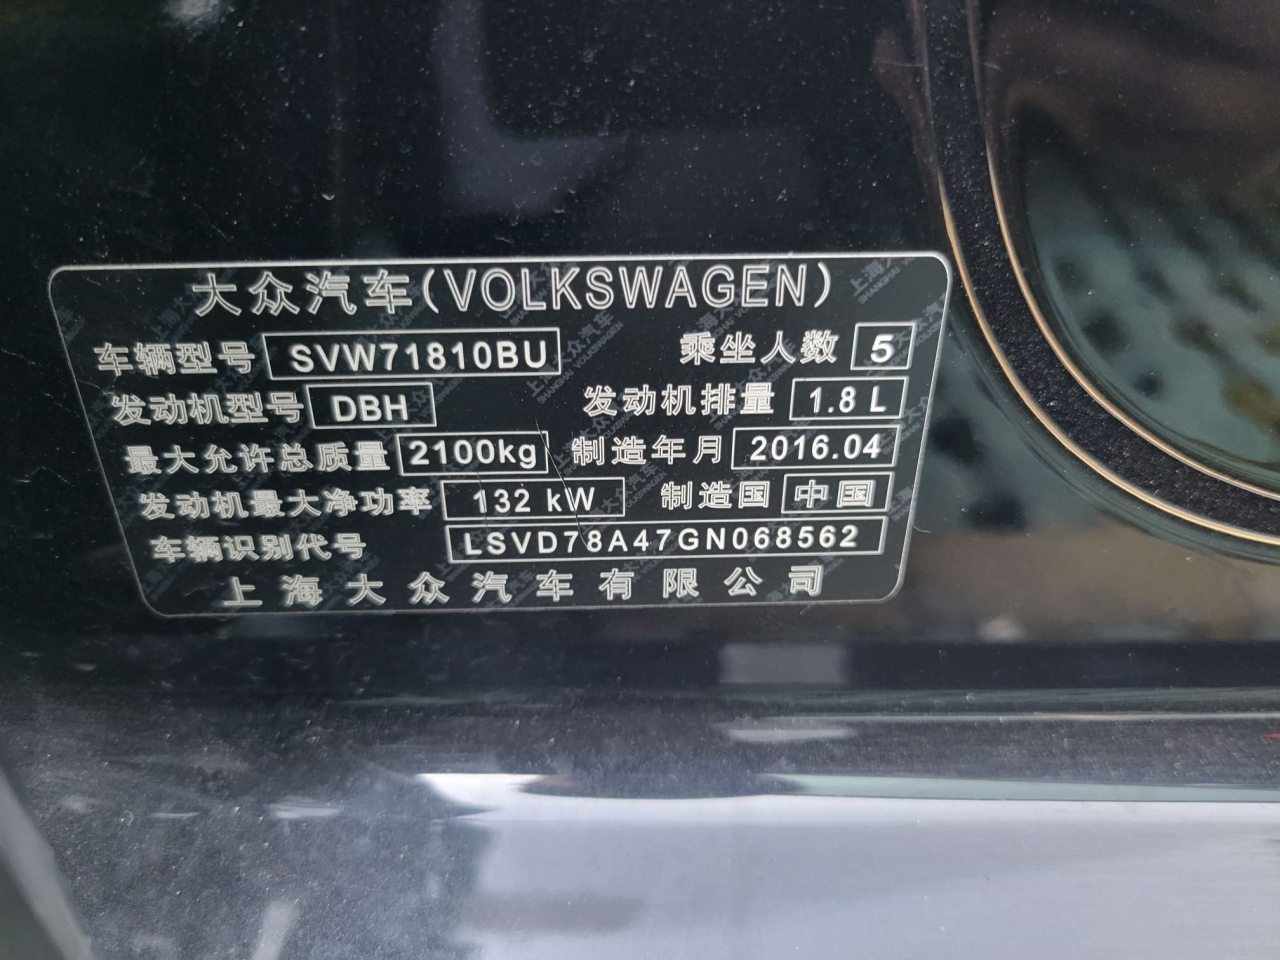 大众汽车(VOLKSWAGEN)
车辆型号 SVW71810BU 乘坐人数 5
发动机型号 DBH 发动机排量 1.8 L
最大允许总质量 2100kg 制造年月 2016.04
发动机最大净功率 132 kW 制造国 中国
车辆识别代号 LSVD78A47GN068562
上海大众汽车有限公司